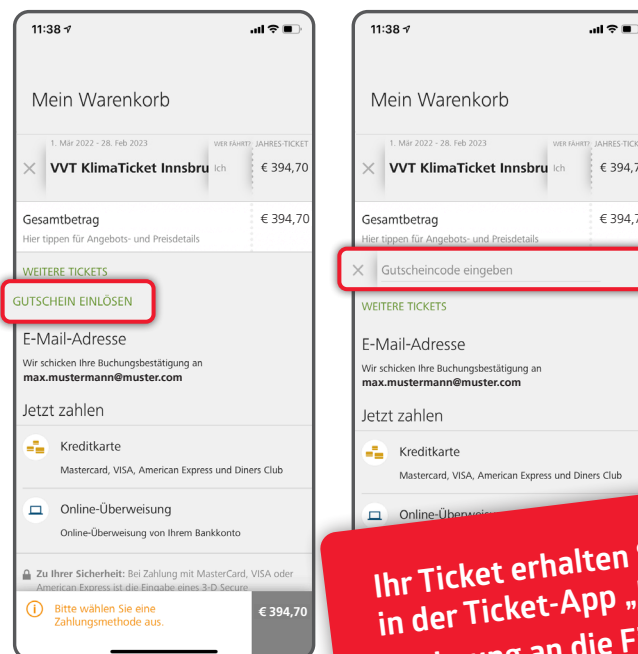 11:38
Mein Warenkorb
1. Mär 2022 - 28. Feb 2023 WER FÄHRT? JAHRES-TICKET
VVT KlimaTicket Innsbru Ich € 394,70
Gesamtbetrag € 394,70
Hier tippen für Angebots- und Preisdetails
WEITERE TICKETS
GUTSCHEIN EINLÖSEN
E-Mail-Adresse
Wir schicken Ihre Buchungsbestätigung an
max.mustermann@muster.com
Jetzt zahlen
Kreditkarte
Mastercard, VISA, American Express und Diners Club
Online-Überweisung
Online-Überweisung von Ihrem Bankkonto
Zu Ihrer Sicherheit: Bei Zahlung mit MasterCard, VISA oder
American Express ist die Eingabe eines 3-D Secure
Bitte wählen Sie eine
Zahlungsmethode aus.
€ 394,70
11:38
Mein Warenkorb
1. Mär 2022 - 28. Feb 2023 WER FÄHRT? JAHRES-TICK
VVT KlimaTicket Innsbru Ich € 394,7
Gesamtbetrag € 394,7
Hier tippen für Angebots- und Preisdetails
Gutscheincode eingeben
WEITERE TICKETS
E-Mail-Adresse
Wir schicken Ihre Buchungsbestätigung an
max.mustermann@muster.com
Jetzt zahlen
Kreditkarte
Mastercard, VISA, American Express und Diners Club
Ihr Ticket erhalten
in der Ticket-App „
an die